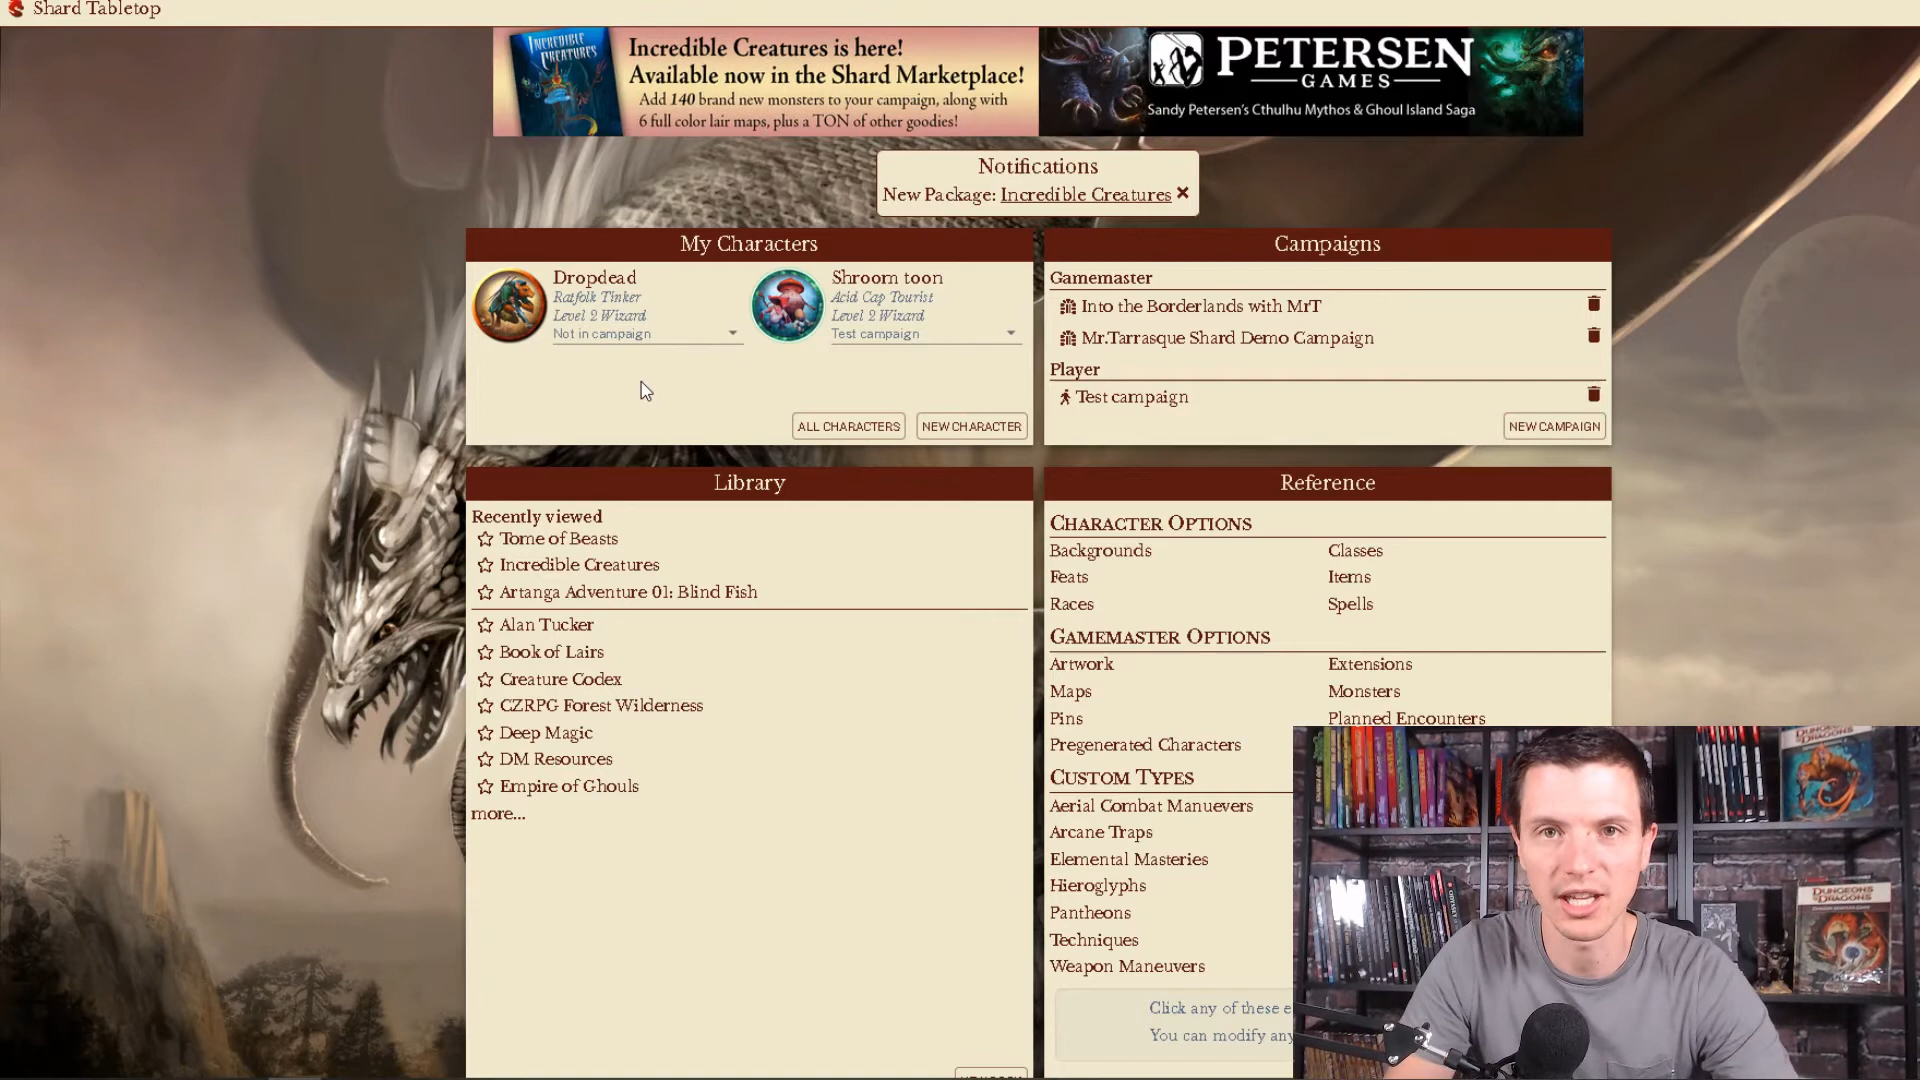 Shard Tabletop
INCREDIBLE
CREATURES
Incredible Creatures is here!
Available now in the Shard Marketplace!
Add 140 brand new monsters to your campaign, along with
6 full color lair maps, plus a TON of other goodies!
PETERSEN
GAMES
Sandy Petersen's Cthulhu Mythos & Ghoul Island Saga
Notifications
New Package: Incredible Creatures
My Characters
Dropdead
Ratfolk Tinker
Level 2 Wizard
Not in campaign
Shroom toon
Acid Cap Tourist
Level 2 Wizard
Test campaign
ALL CHARACTERS
NEW CHARACTER
Campaigns
Gamemaster
Into the Borderlands with MrT
Mr.Tarrasque Shard Demo Campaign
Player
Test campaign
NEW CAMPAIGN
Library
Recently viewed
Tome of Beasts
Incredible Creatures
Artanga Adventure 01: Blind Fish
Alan Tucker
Book of Lairs
Creature Codex
CZRPG Forest Wilderness
Deep Magic
DM Resources
Empire of Ghouls
more...
Reference
CHARACTER OPTIONS
Backgrounds
Classes
Feats
Items
Races
Spells
GAMEMASTER OPTIONS
Artwork
Extensions
Maps
Monsters
Pins
Planned Encounters
Pregenerated Characters
CUSTOM TYPES
Aerial Combat Manuevers
Arcane Traps
Elemental Masteries
Hieroglyphs
Pantheons
Techniques
Weapon Maneuvers
Click any of these e
You can modify any
DUNGEONS
& DRAGONS